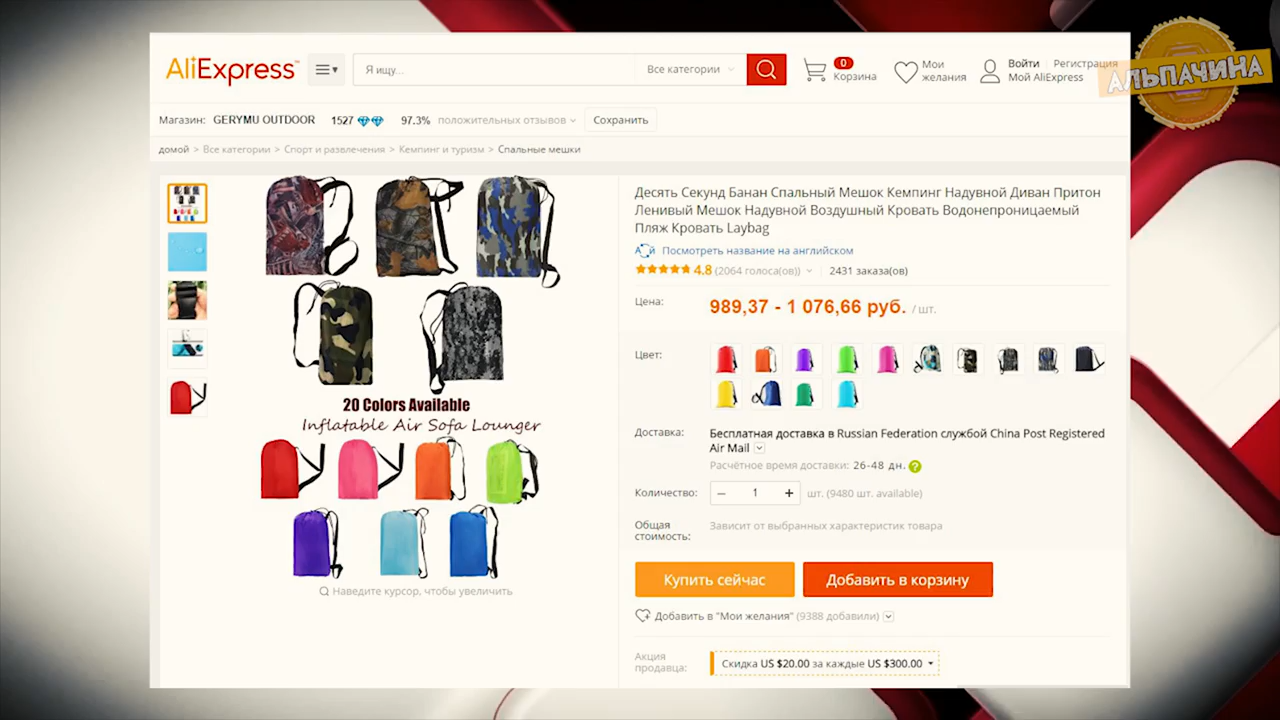 АЛЬПАЧИНА
AliExpress™
Я ищу...
Все категории
0
Корзина
Мои
желания
Войти
Регистрация
Мой AliExpress
Магазин: GERYMU OUTDOOR 1527 97.3% положительных отзывов Сохранить
домой > Все категории > Спорт и развлечения > Кемпинг и туризм > Спальные мешки
20 Colors Available
Inflatable Air Sofa Lounger
Наведите курсор, чтобы увеличить
Десять Секунд Банан Спальный Мешок Кемпинг Надувной Диван Притон
Ленивый Мешок Надувной Воздушный Кровать Водонепроницаемый
Пляж Кровать Laybag
Посмотреть название на английском
4.8 (2064 голоса(ов)) 2431 заказа(ов)
Цена: 989,37 - 1 076,66 руб. / шт.
Цвет:
Доставка: Бесплатная доставка в Russian Federation службой China Post Registered
Air Mail
Расчётное время доставки: 26-48 дн. ?
Количество: – 1 + шт. (9480 шт. available)
Общая
стоимость:
Зависит от выбранных характеристик товара
Купить сейчас
Добавить в корзину
Добавить в "Мои желания" (9388 добавили)
Акция
продавца:
Скидка US $20.00 за каждые US $300.00